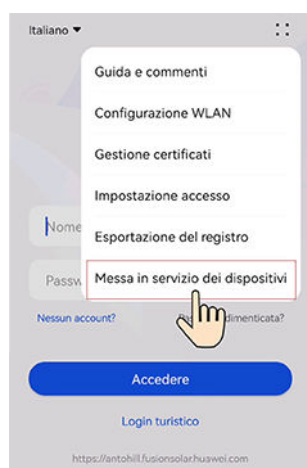 Italiano
Guida e commenti
Configurazione WLAN
Gestione certificati
Impostazione accesso
Esportazione del registro
Messa in servizio dei dispositivi
Nome
Passw
Nessun account?
dimenticata?
Accedere
Login turistico
https://antohill.fusionsolar.huawei.com